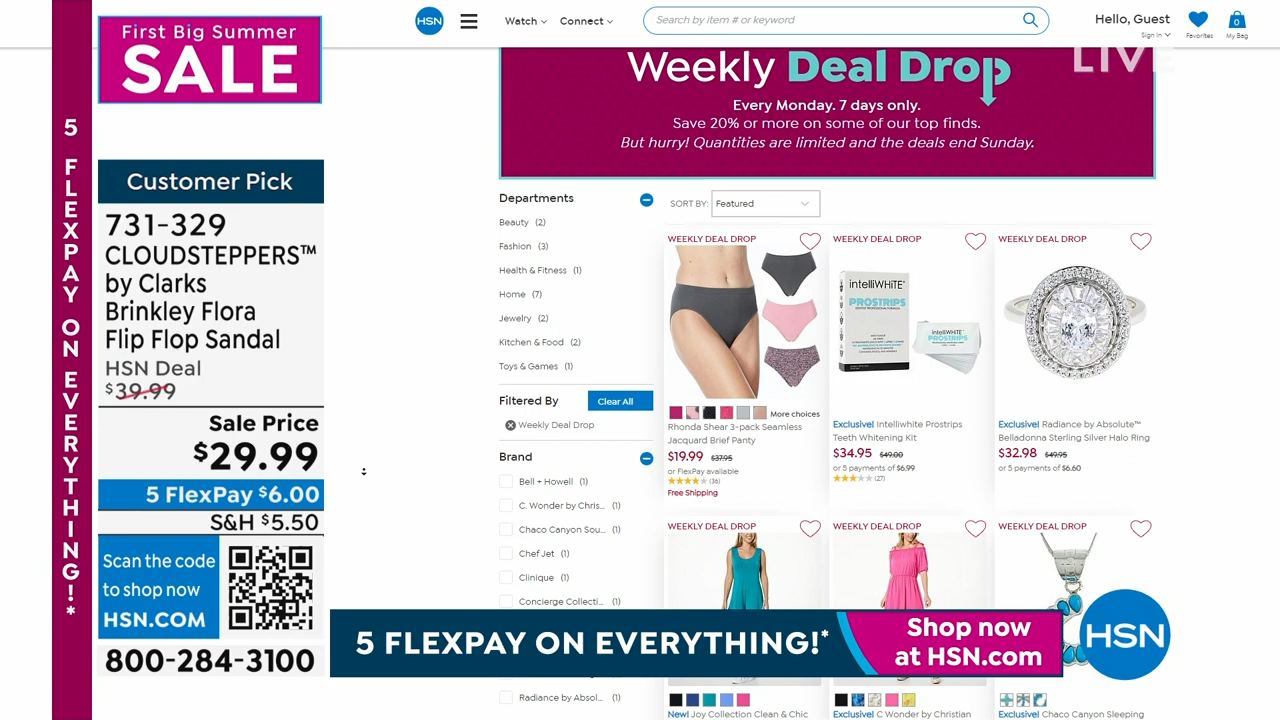 First Big Summer
SALE
5 FLEXPAY ON EVERYTHING!*
Customer Pick
731-329
CLOUDSTEPPERS™
by Clarks
Brinkley Flora
Flip Flop Sandal
HSN Deal
$39.99
Sale Price
$29.99
5 FlexPay $6.00
S&H $5.50
Scan the code
to shop now
HSN.COM
800-284-3100
HSN
Watch
Connect
Search by item # or keyword
Hello, Guest
Sign in
Favorites
0
My Bag
LIVE
Weekly Deal Drop
Every Monday. 7 days only.
Save 20% or more on some of our top finds.
But hurry! Quantities are limited and the deals end Sunday.
Departments
Beauty (2)
Fashion (3)
Health & Fitness (1)
Home (7)
Jewelry (2)
Kitchen & Food (2)
Toys & Games (1)
Filtered By
Clear All
Weekly Deal Drop
Brand
Bell + Howell (1)
C. Wonder by Chris... (1)
Chaco Canyon Sou... (1)
Chef Jet (1)
Clinique (1)
Concierge Collecti... (1)
Radiance by Absol... (1)
SORT BY: Featured
WEEKLY DEAL DROP
More choices
Rhonda Shear 3-pack Seamless
Jacquard Brief Panty
$19.99 $37.95
or FlexPay available
(36)
Free Shipping
WEEKLY DEAL DROP
intelliWHiTE
PROSTRIPS
intelliWHiTE
PROSTRIPS
Exclusive! Intelliwhite Prostrips
Teeth Whitening Kit
$34.95 $49.00
or 5 payments of $6.99
(27)
WEEKLY DEAL DROP
Exclusive! Radiance by Absolute™
Belladonna Sterling Silver Halo Ring
$32.98 $49.95
or 5 payments of $6.60
WEEKLY DEAL DROP
New! Joy Collection Clean & Chic
WEEKLY DEAL DROP
Exclusive! C Wonder by Christian
WEEKLY DEAL DROP
Exclusive! Chaco Canyon Sleeping
5 FLEXPAY ON EVERYTHING!*
Shop now
at HSN.com
HSN